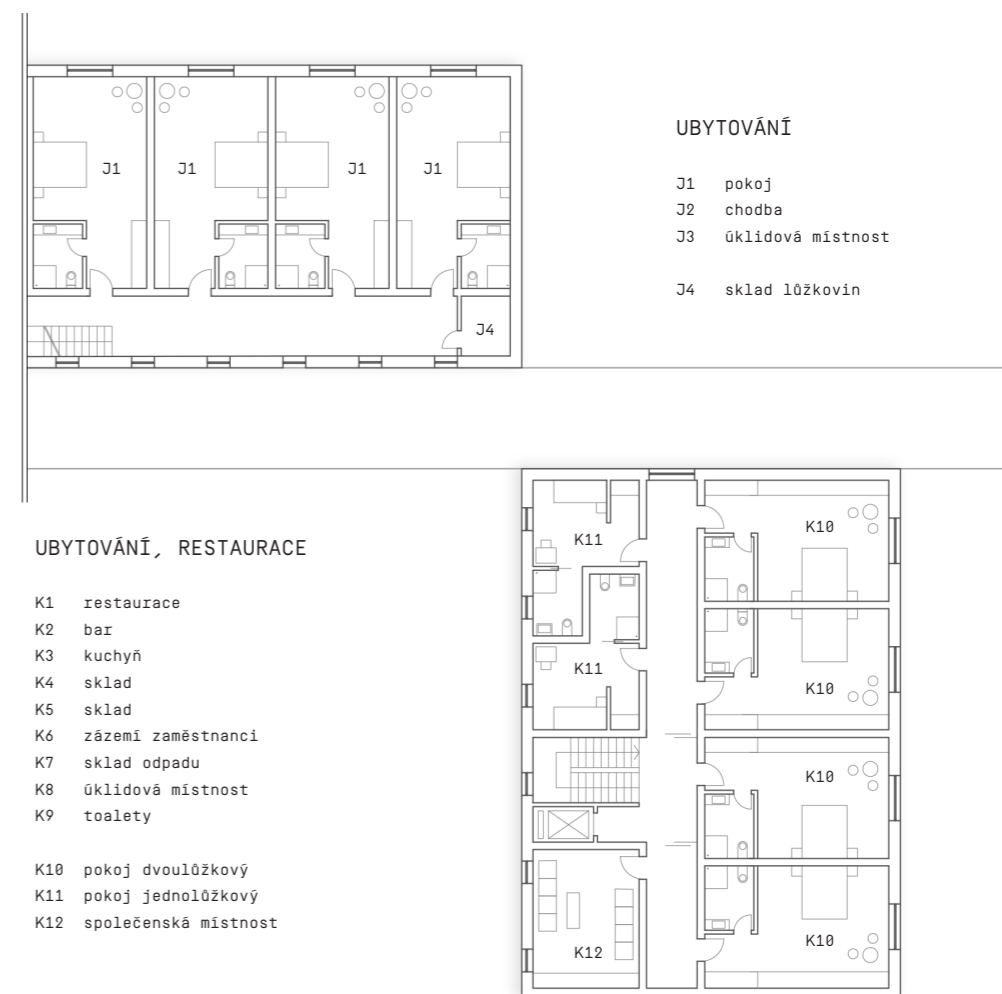 J1 J1 J1 J1
J4
UBYTOVÁNÍ
J1 pokoj
J2 chodba
J3 úklidová místnost
J4 sklad lůžkovin
UBYTOVÁNÍ, RESTAURACE
K1 restaurace
K2 bar
K3 kuchyň
K4 sklad
K5 sklad
K6 zázemí zaměstnanci
K7 sklad odpadu
K8 úklidová místnost
K9 toalety
K10 pokoj dvoulůžkový
K11 pokoj jednolůžkový
K12 společenská místnost
K10
K11
K11
K10
K10
K10
K12